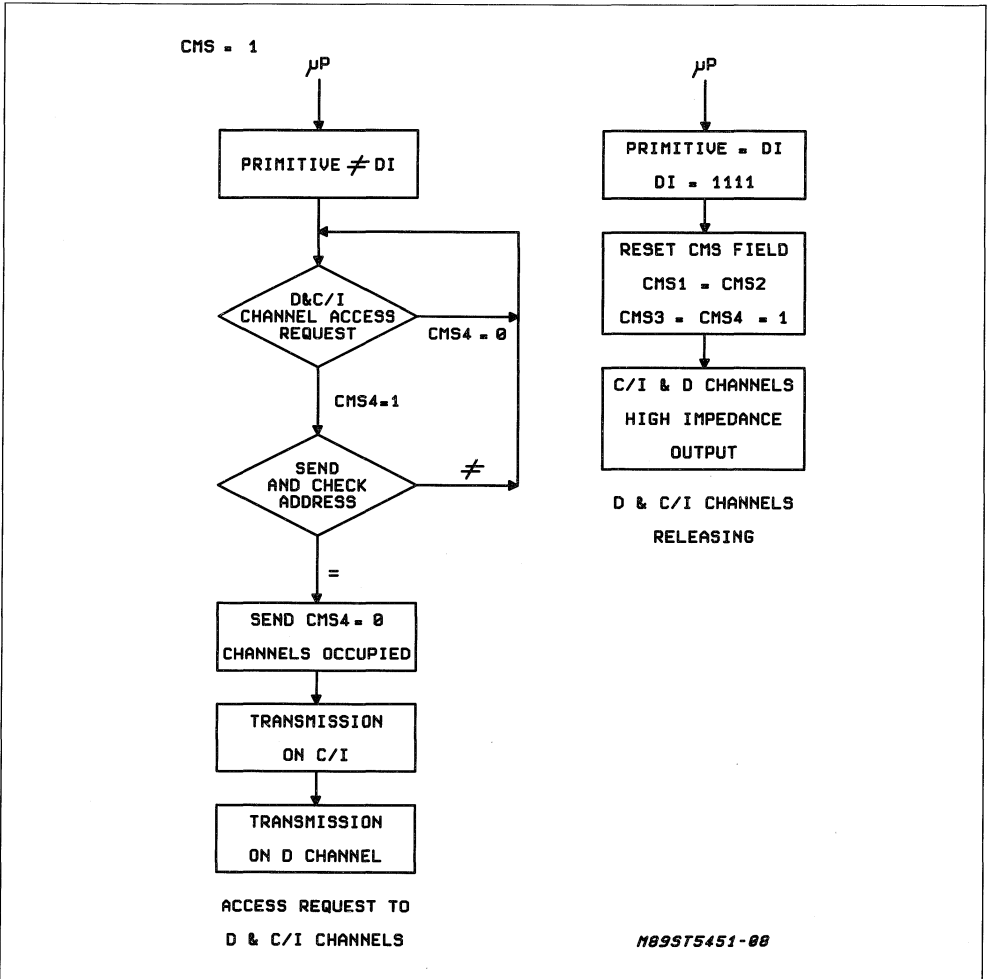 CMS = 1
µP
PRIMITIVE ≠ DI
D&C/I
CHANNEL ACCESS
REQUEST
CMS4 = 0
CMS4=1
SEND
AND CHECK
ADDRESS
≠
=
SEND CMS4 = 0
CHANNELS OCCUPIED
TRANSMISSION
ON C/I
TRANSMISSION
ON D CHANNEL
ACCESS REQUEST TO
D & C/I CHANNELS
µP
PRIMITIVE = DI
DI = 1111
RESET CMS FIELD
CMS1 = CMS2
CMS3 = CMS4 = 1
C/I & D CHANNELS
HIGH IMPEDANCE
OUTPUT
D & C/I CHANNELS
RELEASING
M89ST5451-08